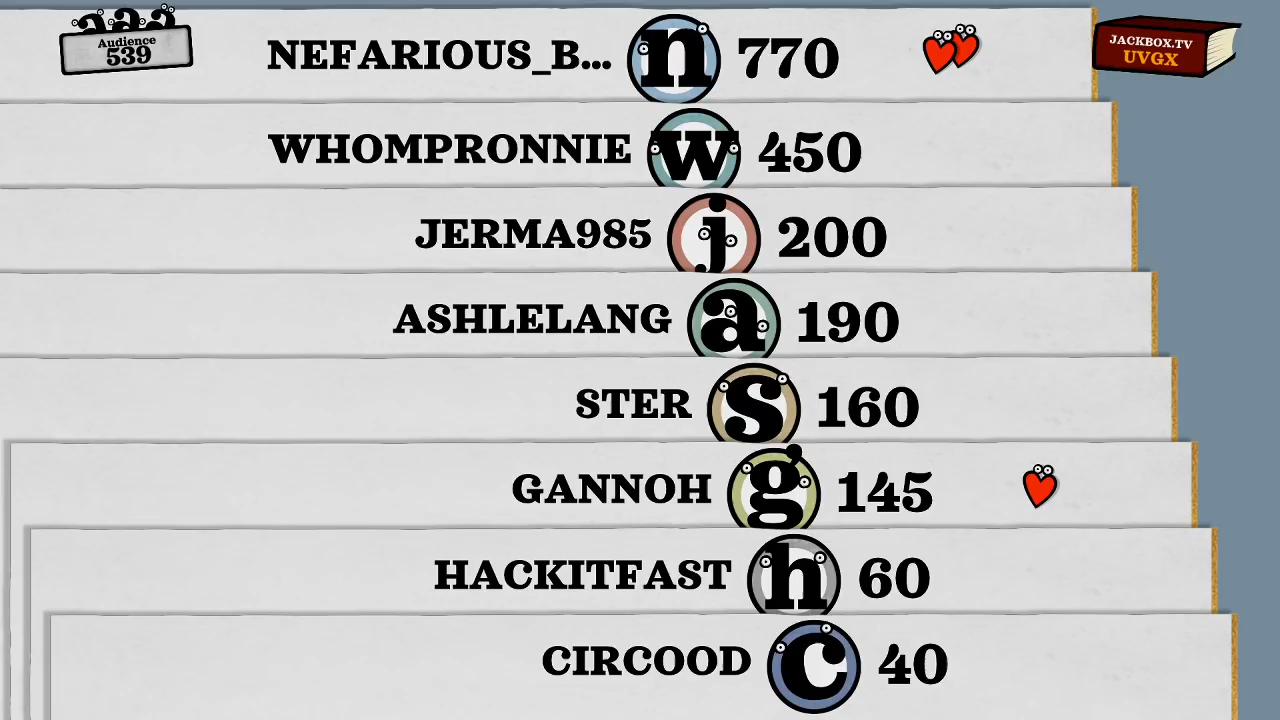 Audience
539
JACKBOX.TV
UVGX
NEFARIOUS_B... n 770
WHOMPRONNIE w 450
JERMA985 j 200
ASHLELANG a 190
STER s 160
GANNOH g 145
HACKITFAST h 60
CIRCOOD c 40